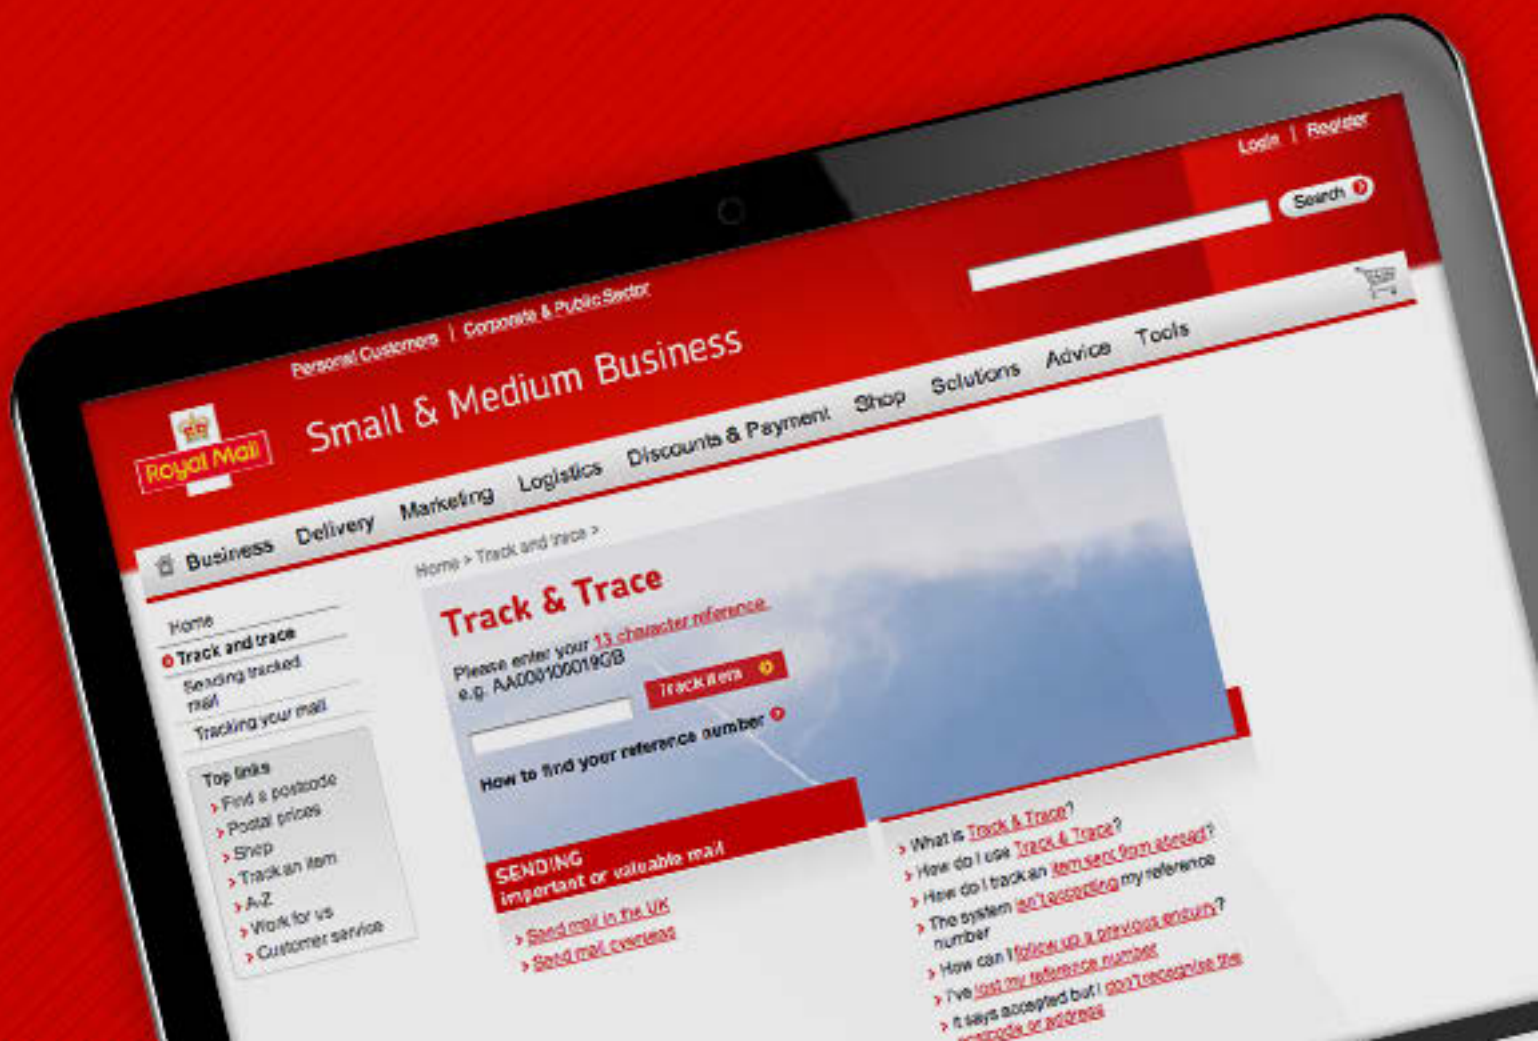 Login | Register
Search
Personal Customers | Corporate & Public Sector
Royal Mail
Small & Medium Business
Business Delivery Marketing Logistics Discounts & Payment Shop Solutions Advice Tools
Home > Track and trace >
Home
Track and trace
Sending tracked
mail
Tracking your mail
Top links
Find a postcode
Postal prices
Shop
Track an item
A-Z
Work for us
Customer service
Track & Trace
Please enter your 13 character reference.
e.g. AA000100019GB
Track item
How to find your reference number
SENDING
important or valuable mail
Send mail in the UK
Send mail overseas
What is Track & Trace?
How do I use Track & Trace?
How do I track an item sent from abroad?
The system isn't accepting my reference
number
How can I follow up a previous enquiry?
I've lost my reference number
It says accepted but I don't recognise the
postcode or address